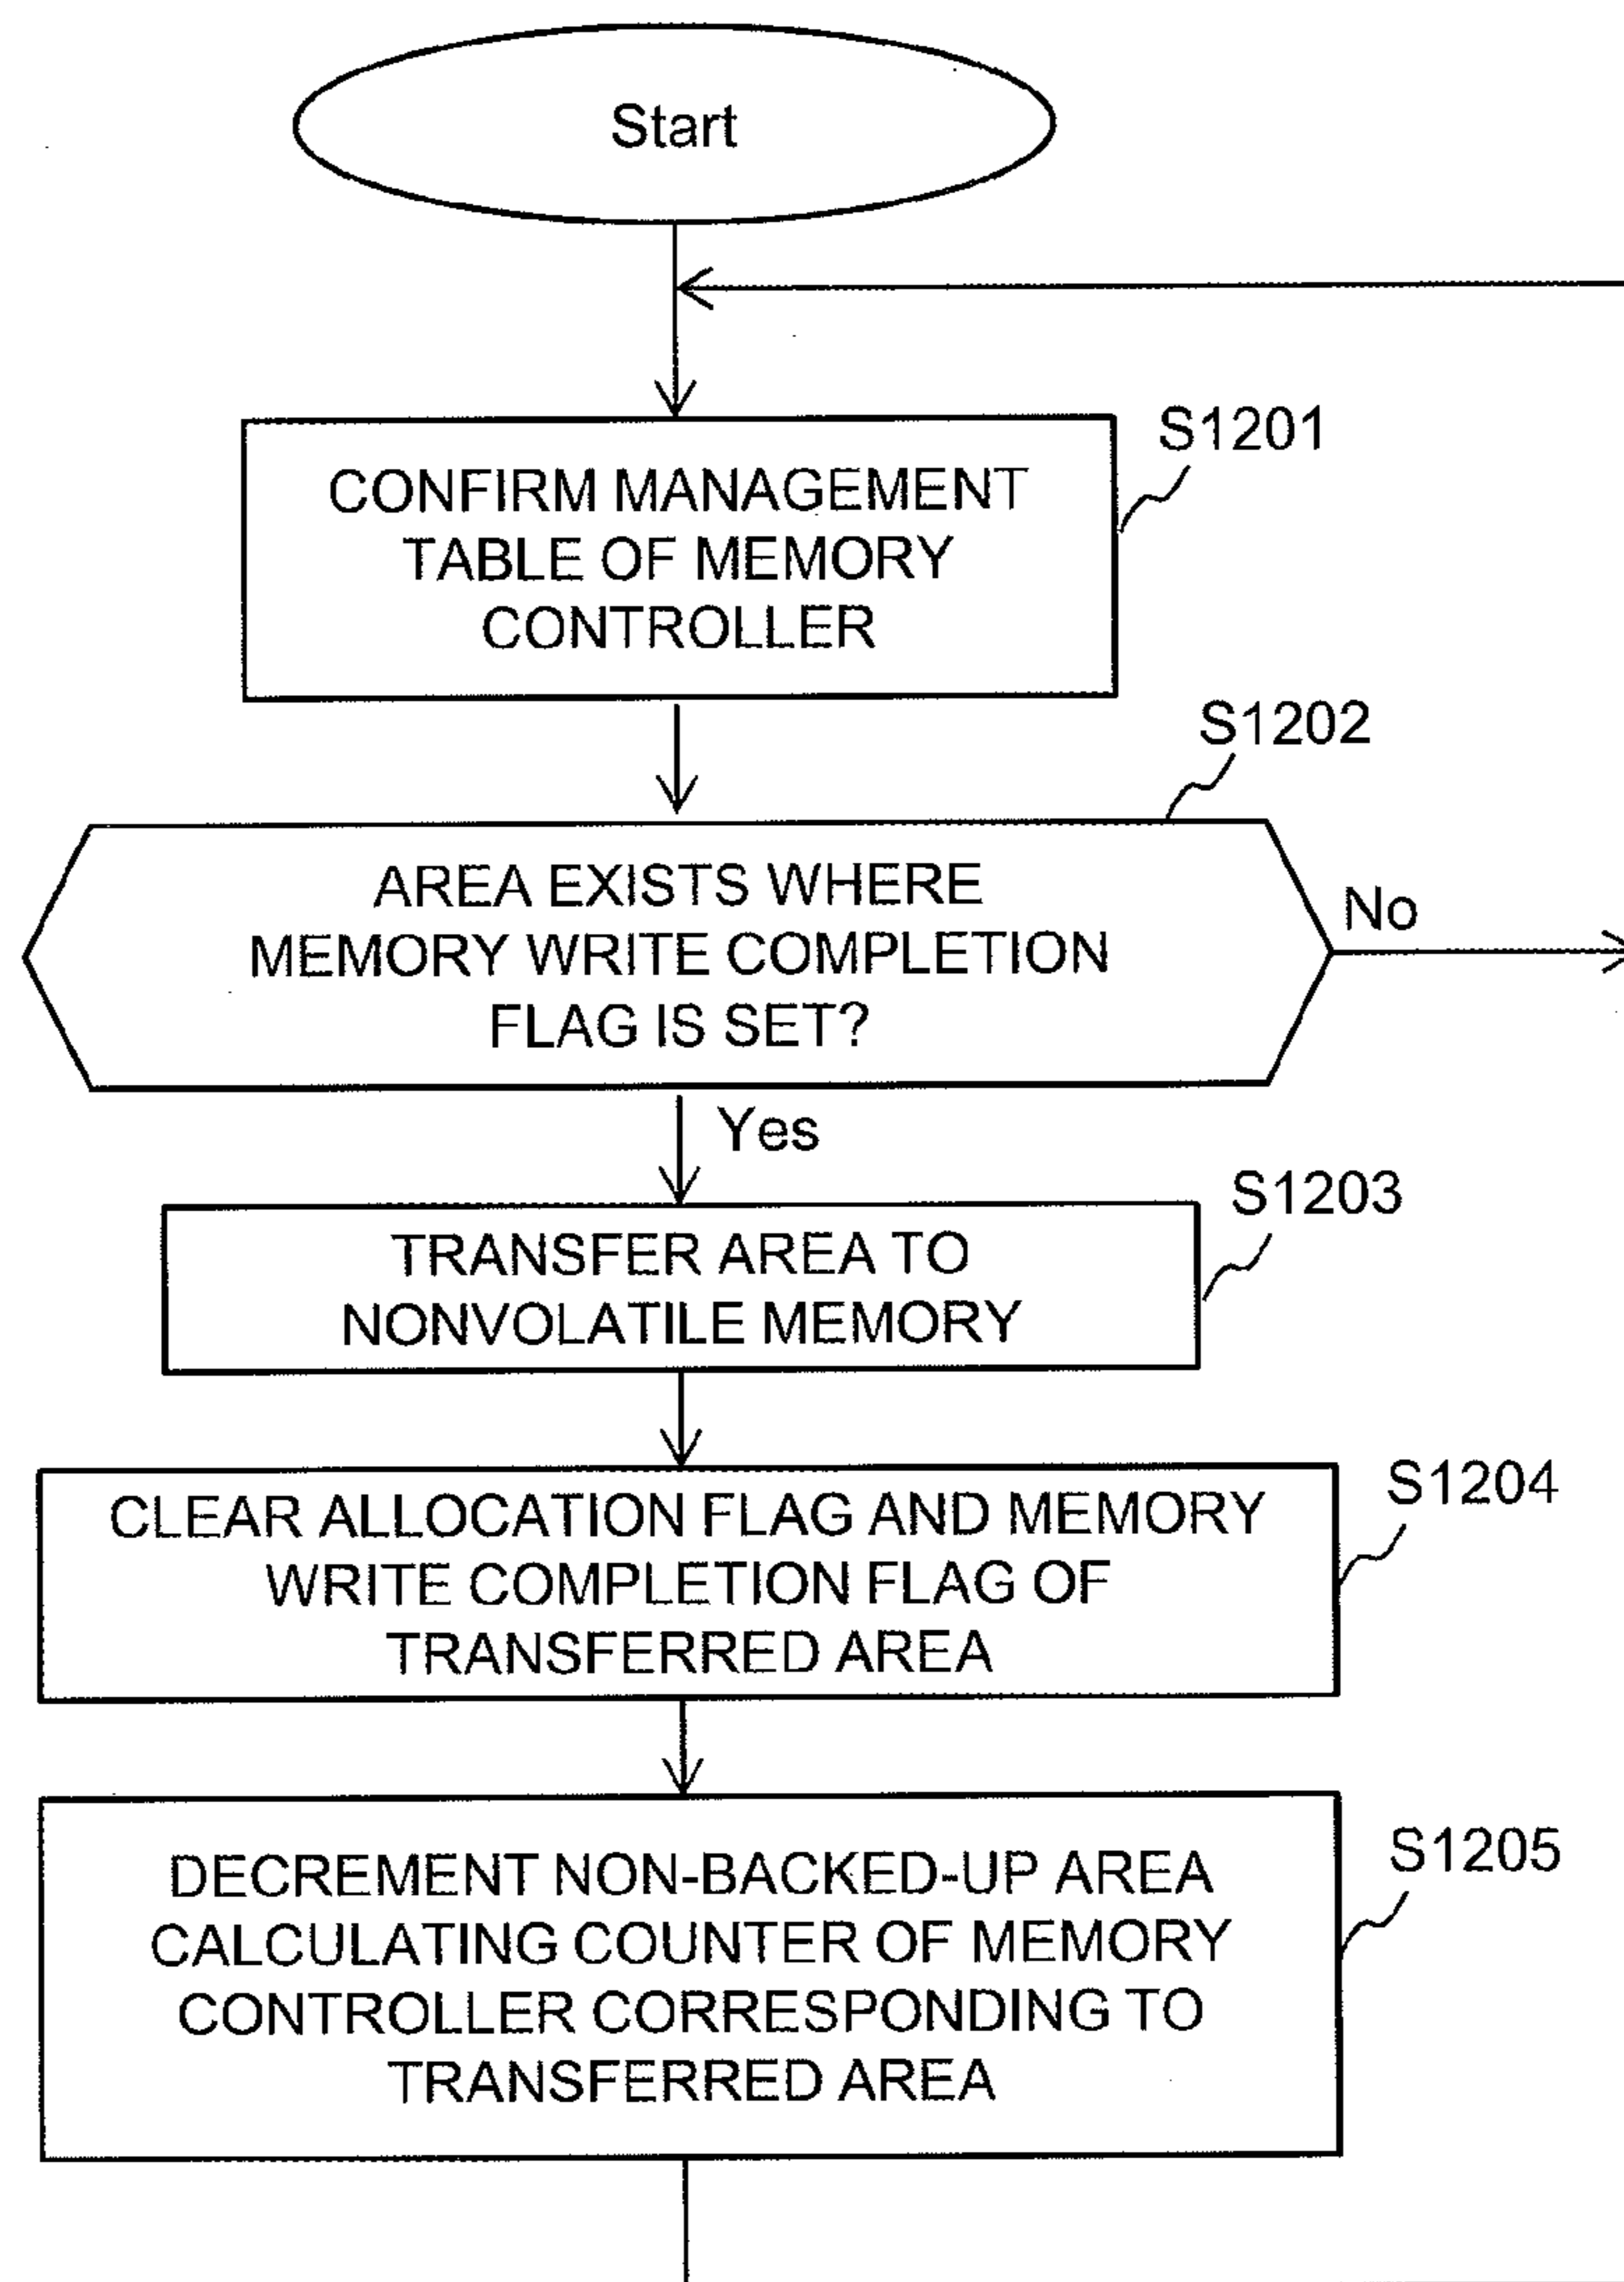 Start
S1201
CONFIRM MANAGEMENT
TABLE OF MEMORY
CONTROLLER
S1202
AREA EXISTS WHERE
MEMORY WRITE COMPLETION
FLAG IS SET?
No
Yes
S1203
TRANSFER AREA TO
NONVOLATILE MEMORY
S1204
CLEAR ALLOCATION FLAG AND MEMORY
WRITE COMPLETION FLAG OF
TRANSFERRED AREA
S1205
DECREMENT NON-BACKED-UP AREA
CALCULATING COUNTER OF MEMORY
CONTROLLER CORRESPONDING TO
TRANSFERRED AREA